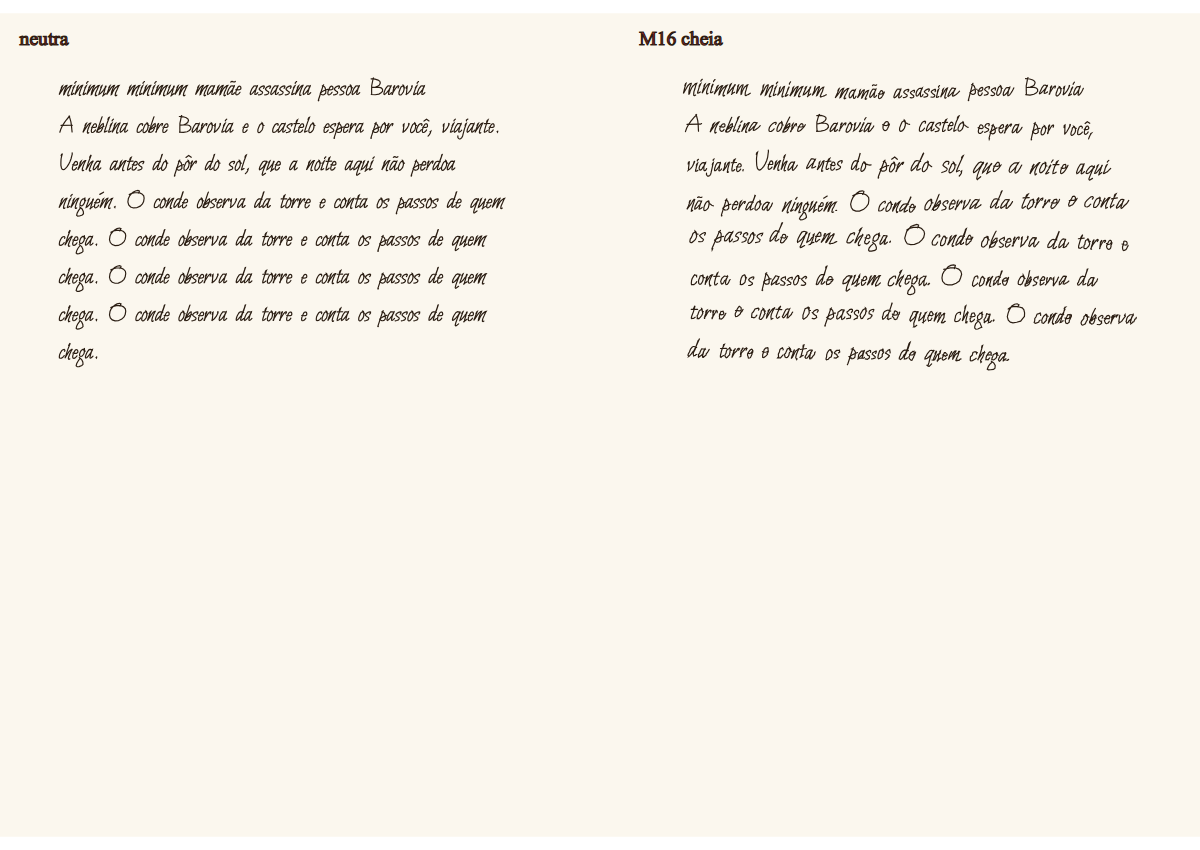 neutra
mínimum mínimum mamãe assassina pessoa Barovia
A neblina cobre Barovia e o castelo espera por você, viajante.
Venha antes do pôr do sol, que a noite aqui não perdoa
ninguém. O conde observa da torre e conta os passos de quem
chega. O conde observa da torre e conta os passos de quem
chega. O conde observa da torre e conta os passos de quem
chega. O conde observa da torre e conta os passos de quem
chega.
M16 cheia
mínimum mínimum mamãe assassina pessoa Barovia
A neblina cobre Barovia e o castelo espera por você,
viajante. Venha antes do pôr do sol, que a noite aqui
não perdoa ninguém. O conde observa da torre e conta
os passos de quem chega. O conde observa da torre e
conta os passos de quem chega. O conde observa da
torre e conta os passos de quem chega. O conde observa
da torre e conta os passos de quem chega.